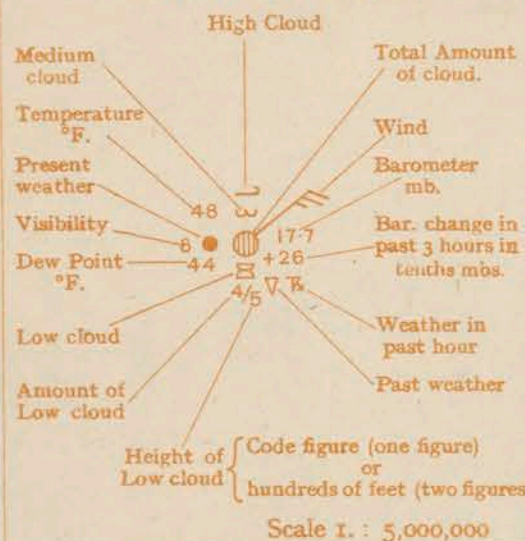 High Cloud
Medium
cloud
Total Amount
of cloud.
Temperature
°F.
Wind
Present
weather
Barometer
mb.
48
Visibility
6
17.7
Bar. change in
past 3 hours in
tenths mbs.
Dew Point
°F.
44
+26
4/5
Low cloud
Weather in
past hour
Amount of
Low cloud
Past weather
Height of
Low cloud
Code figure (one figure)
or
hundreds of feet (two figures
Scale 1. : 5,000,000